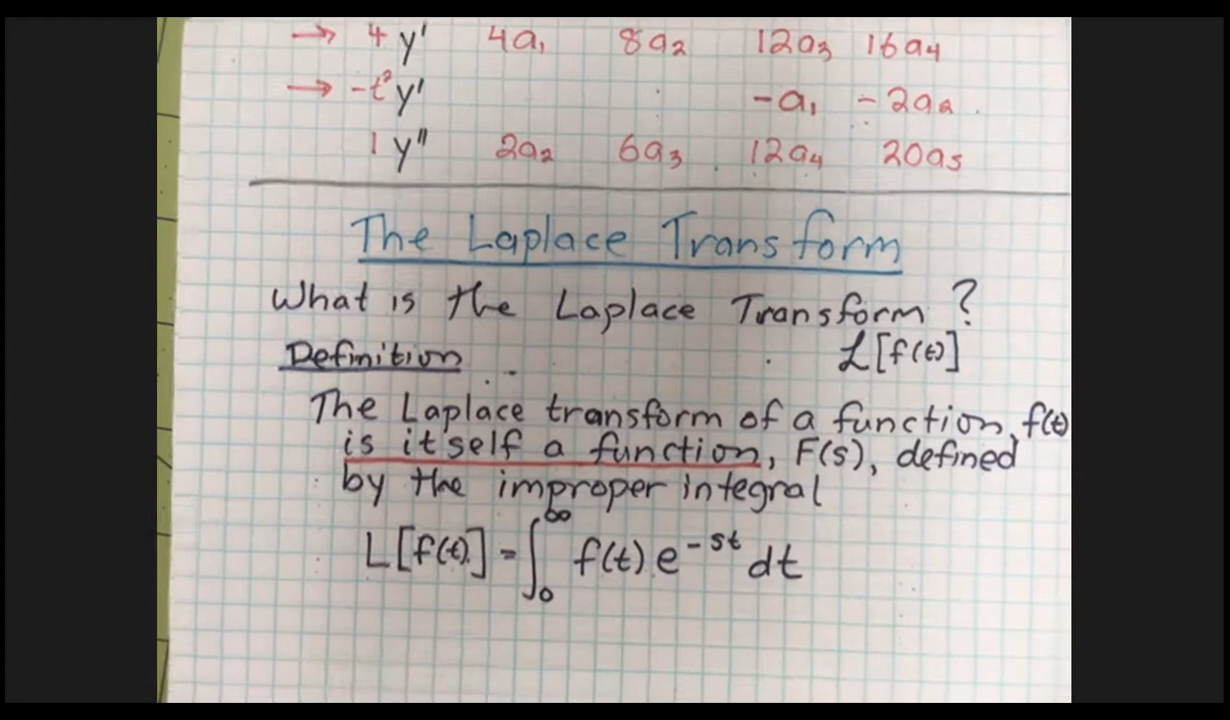 → 4 y' 4a₁ 8a₂ 12a₃ 16a₄
→ -t²y' -a₁ -2a₂
1 y'' 2a₂ 6a₃ 12a₄ 20a₅
The Laplace Transform
What is the Laplace Transform?
Definition ℒ[f(t)]
The Laplace transform of a function, f(t)
is itself a function, F(s), defined
by the improper integral
L[f(t)] = ∫₀^∞ f(t) e^{-st} dt